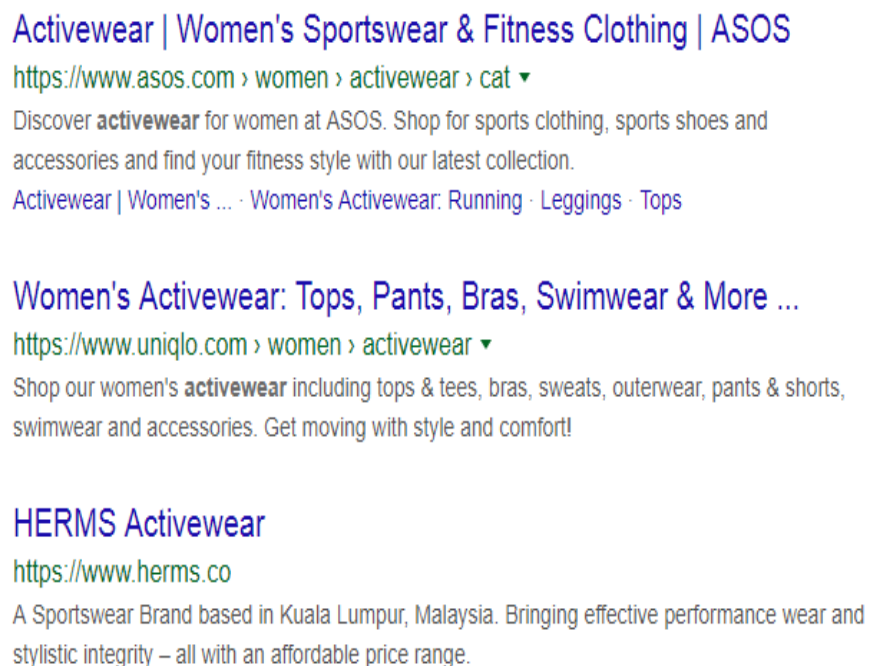 Activewear | Women's Sportswear & Fitness Clothing | ASOS
https://www.asos.com › women › activewear › cat ▼
Discover activewear for women at ASOS. Shop for sports clothing, sports shoes and
accessories and find your fitness style with our latest collection.
Activewear | Women's ... · Women's Activewear: Running · Leggings · Tops
Women's Activewear: Tops, Pants, Bras, Swimwear & More ...
https://www.uniqlo.com › women › activewear ▼
Shop our women's activewear including tops & tees, bras, sweats, outerwear, pants & shorts,
swimwear and accessories. Get moving with style and comfort!
HERMS Activewear
https://www.herms.co
A Sportswear Brand based in Kuala Lumpur, Malaysia. Bringing effective performance wear and
stylistic integrity – all with an affordable price range.